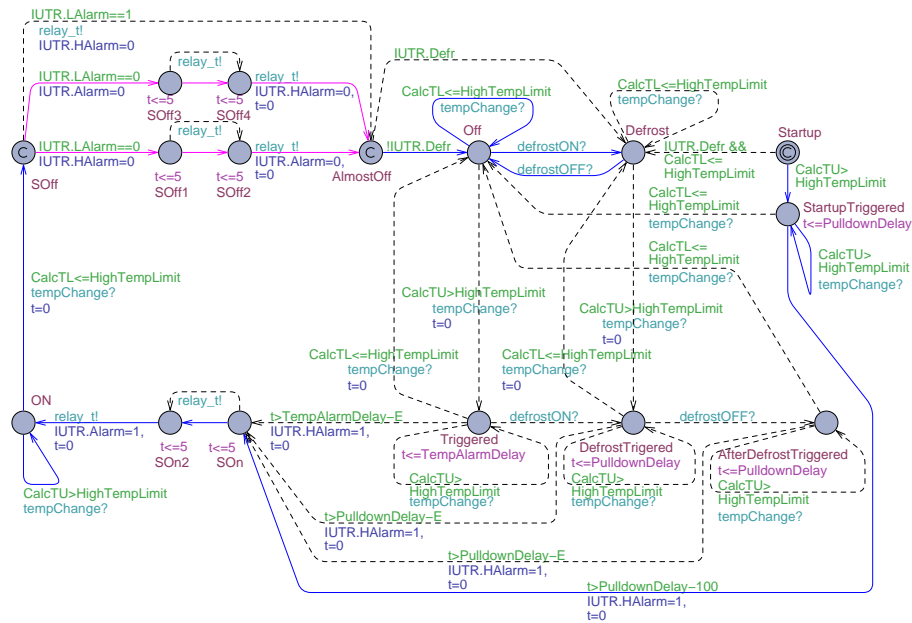 IUTR.LAlarm==1
relay_t!
IUTR.HAlarm=0
IUTR.LAlarm==0
IUTR.Alarm=0
relay_t!
t<=5
SOff3
t<=5
SOff4
relay_t!
IUTR.HAlarm=0,
t=0
IUTR.Defr
CalcTL<=HighTempLimit
tempChange?
CalcTL<=HighTempLimit
tempChange?
C
SOff
IUTR.LAlarm==0
IUTR.HAlarm=0
relay_t!
t<=5
SOff1
t<=5
SOff2
relay_t!
IUTR.Alarm=0,
t=0
C
AlmostOff
!IUTR.Defr
Off
defrostON?
defrostOFF?
Defrost
!UTR.Defr &&
CalcTL<=
HighTempLimit
Startup
C
CalcTU>
HighTempLimit
StartupTriggered
t<=PulldownDelay
CalcTL<=
HighTempLimit
tempChange?
CalcTL<=
HighTempLimit
tempChange?
CalcTU>
HighTempLimit
tempChange?
CalcTL<=HighTempLimit
tempChange?
t=0
CalcTU>HighTempLimit
tempChange?
t=0
CalcTU>HighTempLimit
tempChange?
t=0
CalcTL<=HighTempLimit
tempChange?
t=0
CalcTL<=HighTempLimit
tempChange?
t=0
ON
relay_t!
IUTR.Alarm=1,
t=0
relay_t!
t<=5
SOn2
t<=5
SOn
t>TempAlarmDelay−E
IUTR.HAlarm=1,
t=0
Triggered
t<=TempAlarmDelay
defrostON?
DefrostTrigered
t<=PulldownDelay
defrostOFF?
AfterDefrostTriggered
t<=PulldownDelay
CalcTU>HighTempLimit
tempChange?
CalcTU>
HighTempLimit
tempChange?
CalcTU>
HighTempLimit
tempChange?
CalcTU>
HighTempLimit
tempChange?
t>PulldownDelay−E
IUTR.HAlarm=1,
t=0
t>PulldownDelay−E
IUTR.HAlarm=1,
t=0
t>PulldownDelay−100
IUTR.HAlarm=1,
t=0